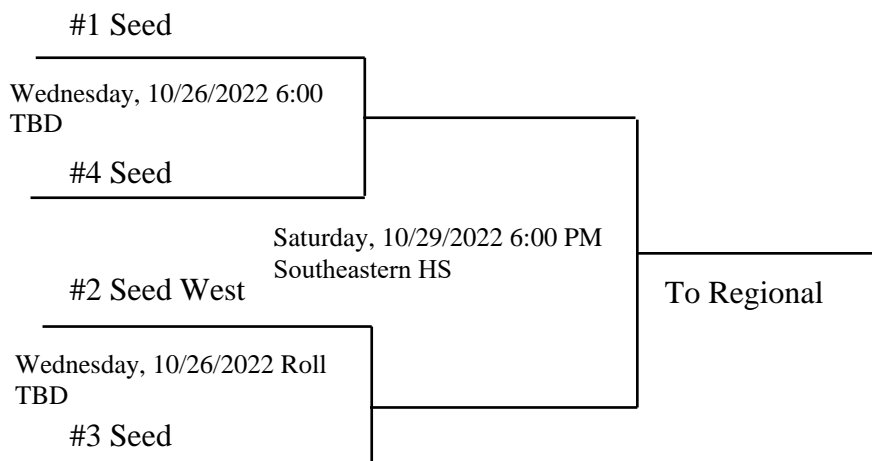 #1 Seed
Wednesday, 10/26/2022 6:00
TBD
#4 Seed
Saturday, 10/29/2022 6:00 PM
Southeastern HS
#2 Seed West
To Regional
Wednesday, 10/26/2022 Roll
TBD
#3 Seed